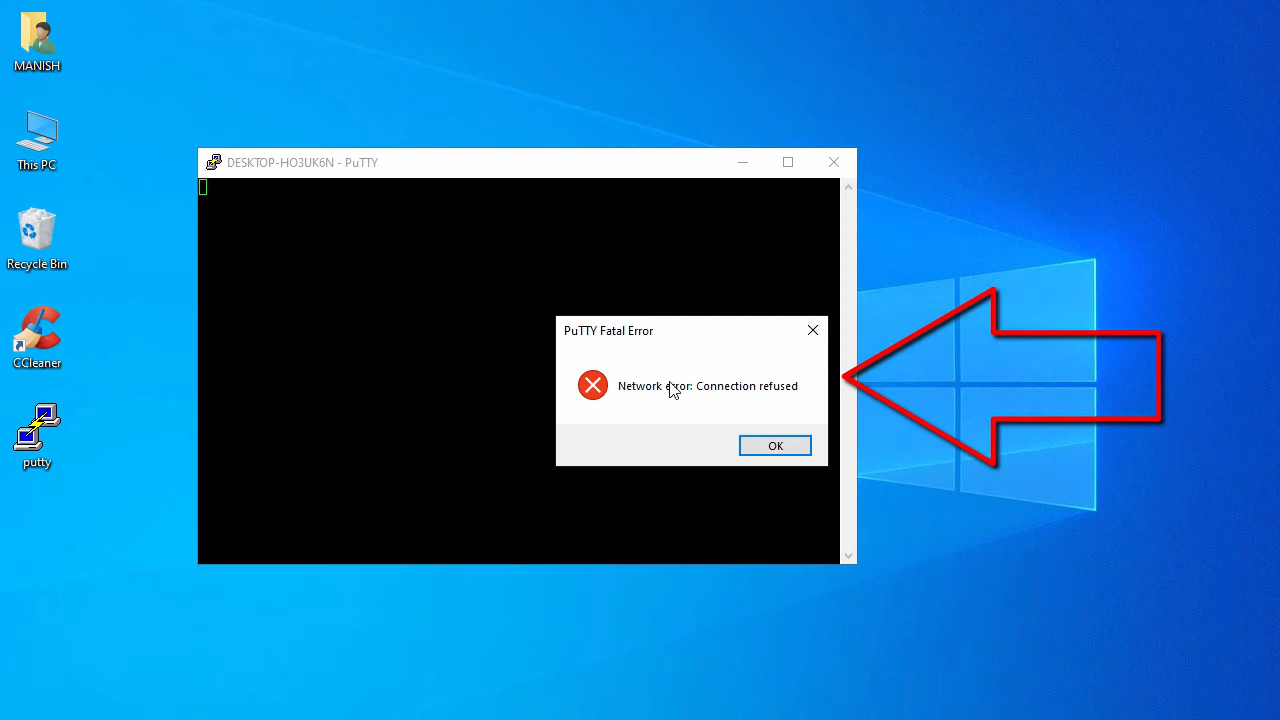 MANISH
This PC
Recycle Bin
CCleaner
putty
DESKTOP-HO3UK6N - PuTTY
PuTTY Fatal Error
Network error: Connection refused
OK